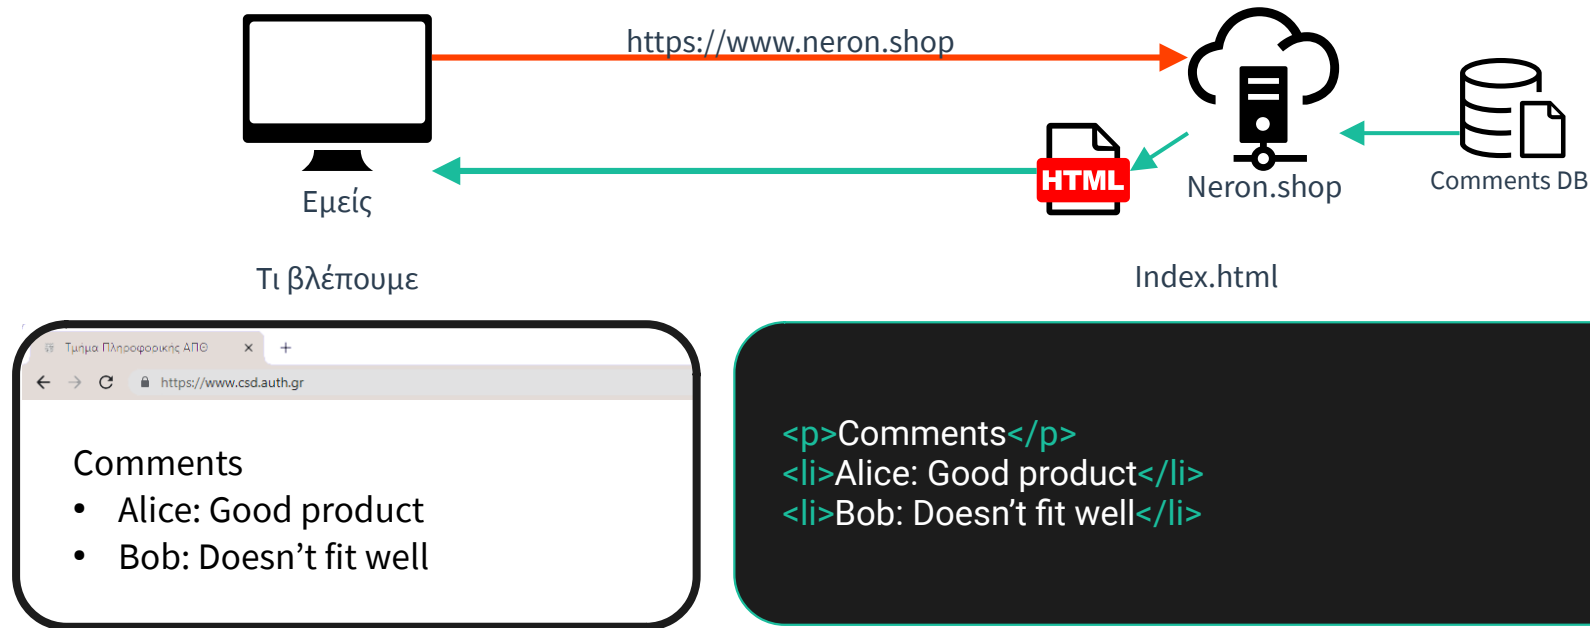 https://www.neron.shop
HTML
Εμείς
Neron.shop
Comments DB
Τι βλέπουμε
Index.html
Τμήμα Πληροφορικής ΑΠΘ
https://www.csd.auth.gr
Comments
• Alice: Good product
• Bob: Doesn’t fit well
<p>Comments</p>
<li>Alice: Good product</li>
<li>Bob: Doesn’t fit well</li>